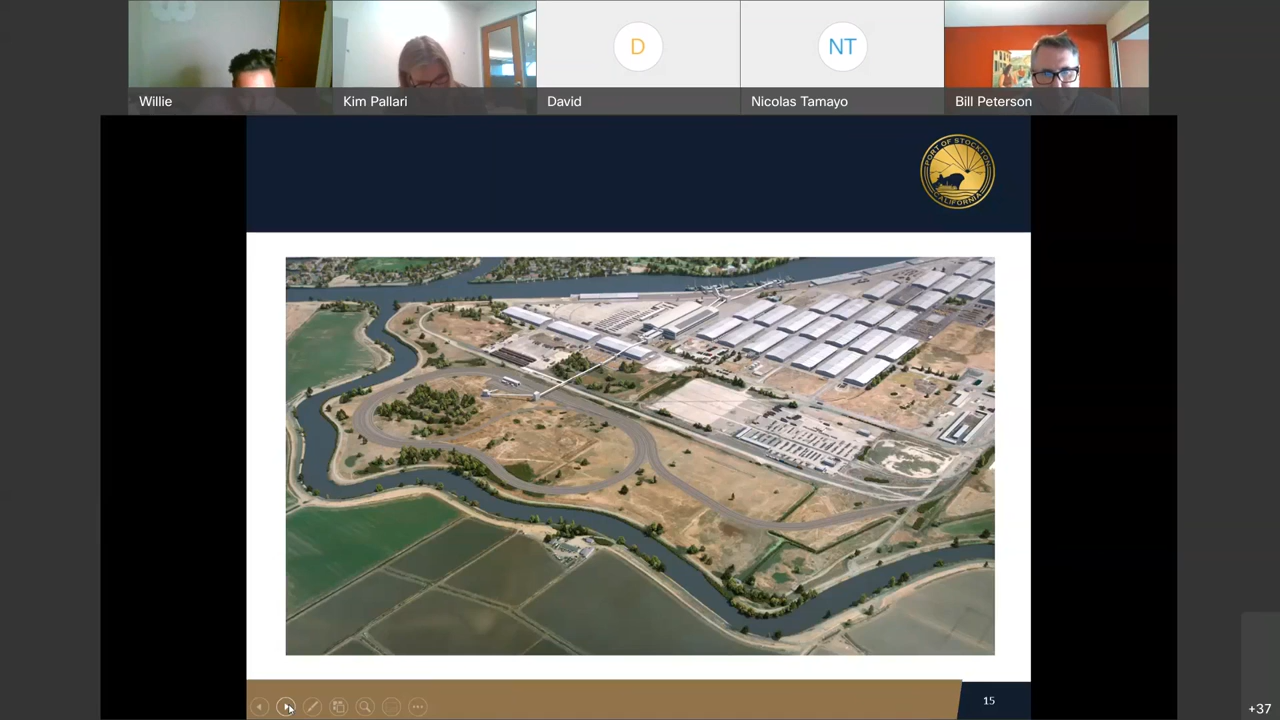 D
NT
Willie
Kim Pallari
David
Nicolas Tamayo
Bill Peterson
PORT OF STOCKTON
CALIFORNIA
15
+37